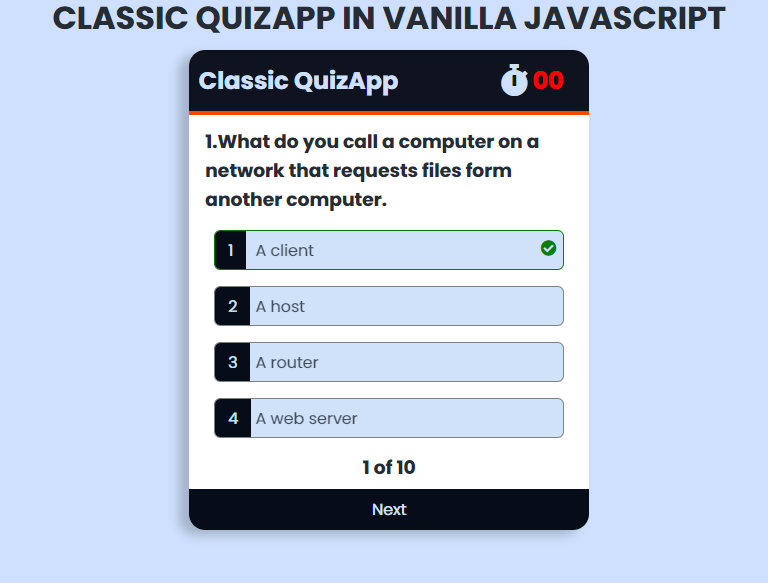 CLASSIC QUIZAPP IN VANILLA JAVASCRIPT
Classic QuizApp 00
1.What do you call a computer on a
network that requests files form
another computer.
1 A client
2 A host
3 A router
4 A web server
1 of 10
Next